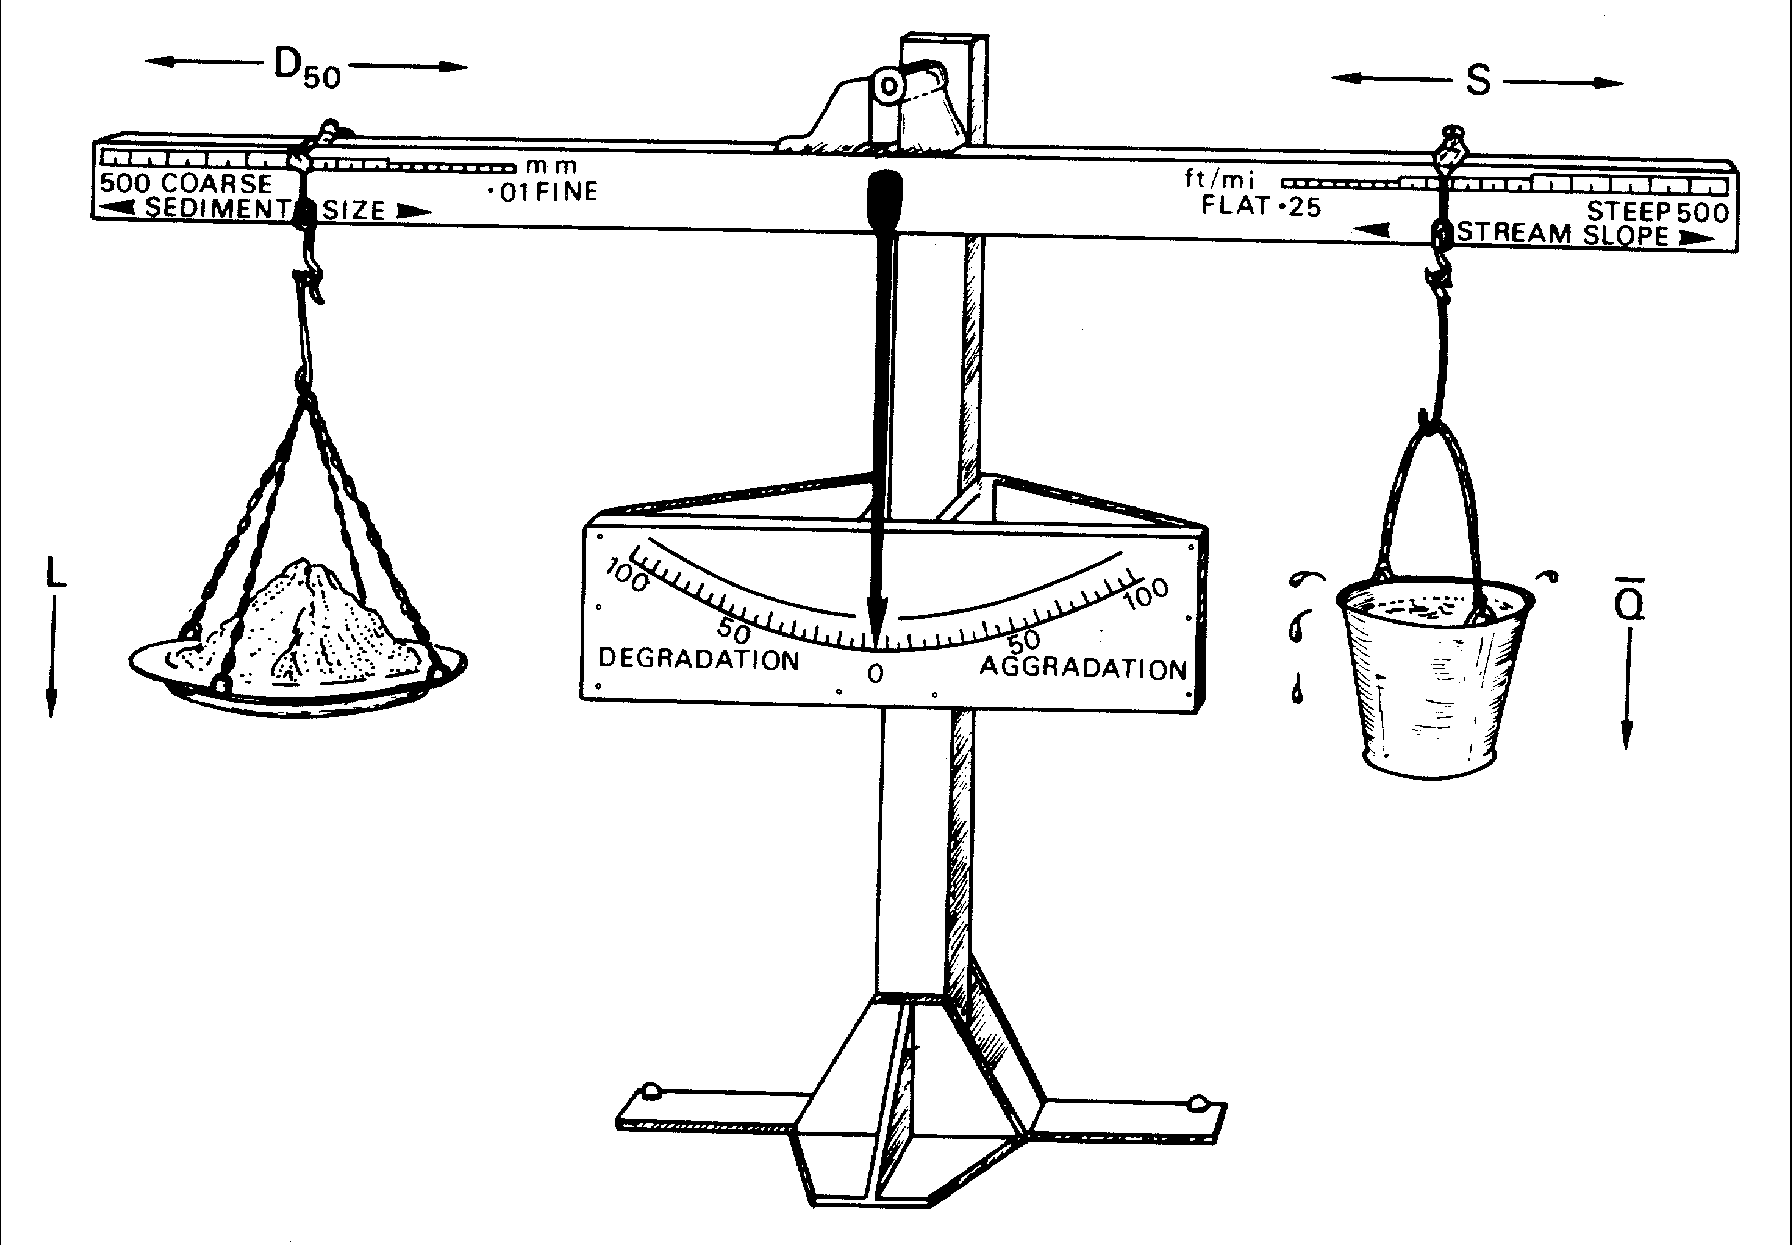 D50
S
mm
500 COARSE
.01 FINE
SEDIMENT SIZE
ft/mi
FLAT .25
STEEP 500
STREAM SLOPE
L
Q̅
100
50
0
50
100
DEGRADATION
AGGRADATION